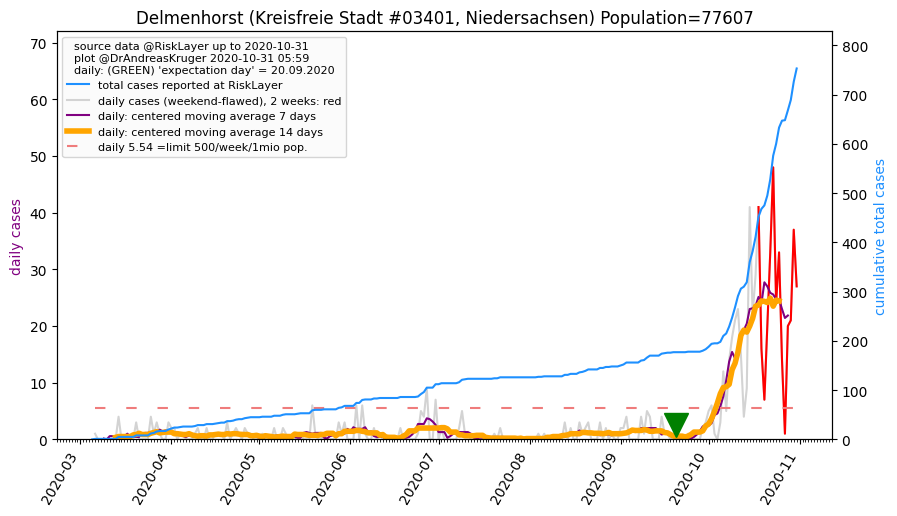 Delmenhorst (Kreisfreie Stadt #03401, Niedersachsen) Population=77607
source data @RiskLayer up to 2020-10-31
plot @DrAndreasKruger 2020-10-31 05:59
daily: (GREEN) 'expectation day' = 20.09.2020
total cases reported at RiskLayer
daily cases (weekend-flawed), 2 weeks: red
daily: centered moving average 7 days
daily: centered moving average 14 days
daily 5.54 =limit 500/week/1mio pop.
daily cases
70
60
50
40
30
20
10
0
800
700
600
500
400
300
200
100
0
cumulative total cases
2020-03
2020-04
2020-05
2020-06
2020-07
2020-08
2020-09
2020-10
2020-11